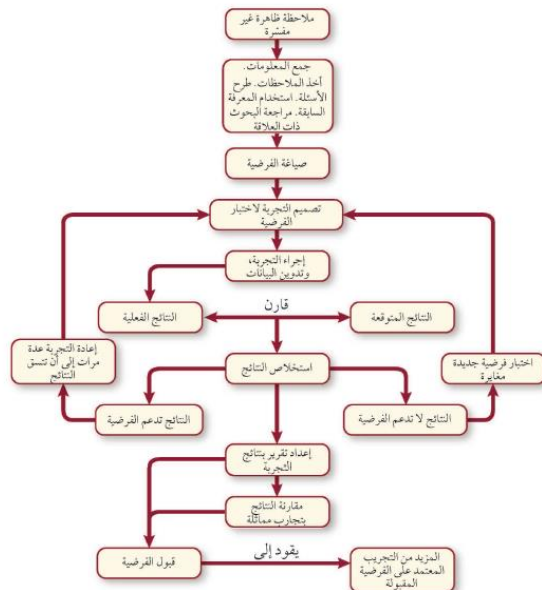 ملاحظة ظاهرة غير
مفسّرة
جمع المعلومات.
أخذ الملاحظات. طرح
الأسئلة. استخدام المعرفة
السابقة. مراجعة البحوث
ذات العلاقة
صياغة الفرضية
تصميم التجربة لاختبار
الفرضية
إجراء التجربة،
وتدوين البيانات
قارن
النتائج المتوقعة
النتائج الفعلية
استخلاص النتائج
اختبار فرضية جديدة
مغايرة
إعادة التجربة عدة
مرات إلى أن تتسق
النتائج
النتائج لا تدعم الفرضية
النتائج تدعم الفرضية
إعداد تقرير بنتائج
التجربة
مقارنة النتائج
بتجارب مماثلة
قبول الفرضية
يقود إلى
المزيد من التجريب
المعتمد على الفرضية
المقبولة